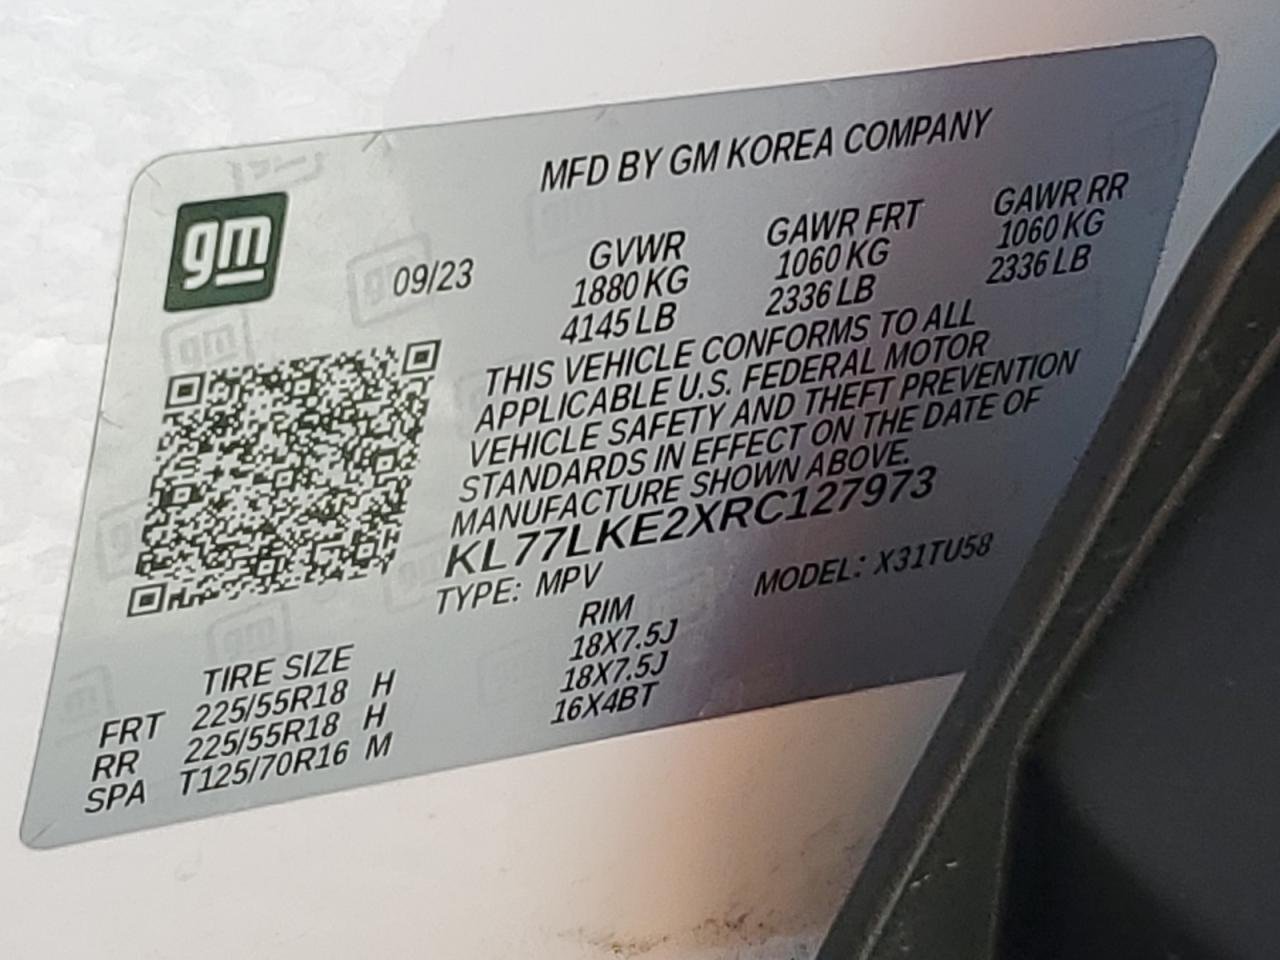 MFD BY GM KOREA COMPANY
gm
09/23
GVWR GAWR FRT GAWR RR
1880 KG 1060 KG 1060 KG
4145 LB 2336 LB 2336 LB
THIS VEHICLE CONFORMS TO ALL
APPLICABLE U.S. FEDERAL MOTOR
VEHICLE SAFETY AND THEFT PREVENTION
STANDARDS IN EFFECT ON THE DATE OF
MANUFACTURE SHOWN ABOVE.
KL77LKE2XRC127973
TYPE: MPV MODEL: X31TU58
TIRE SIZE RIM
FRT 225/55R18 H 18X7.5J
RR 225/55R18 H 18X7.5J
SPA T125/70R16 M 16X4BT